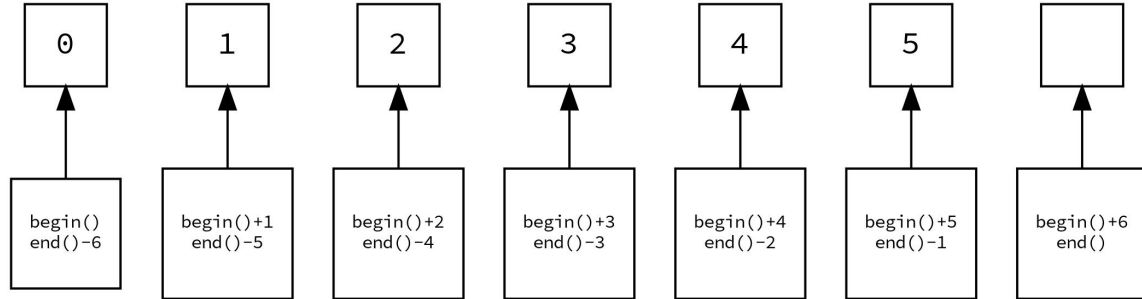 0 1 2 3 4 5
begin() begin()+1 begin()+2 begin()+3 begin()+4 begin()+5 begin()+6
end()-6 end()-5 end()-4 end()-3 end()-2 end()-1 end()